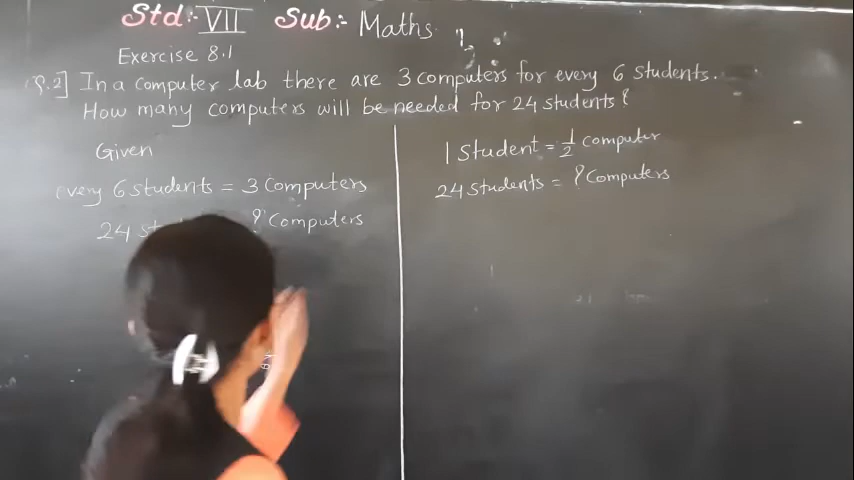 Std:- VII Sub:- Maths
Exercise 8.1
Q.2] In a computer lab there are 3 computers for every 6 students.
How many computers will be needed for 24 students?
Given
every 6 students = 3 Computers
24 ? Computers
1 Student = 1/2 computer
24 students = ? Computers